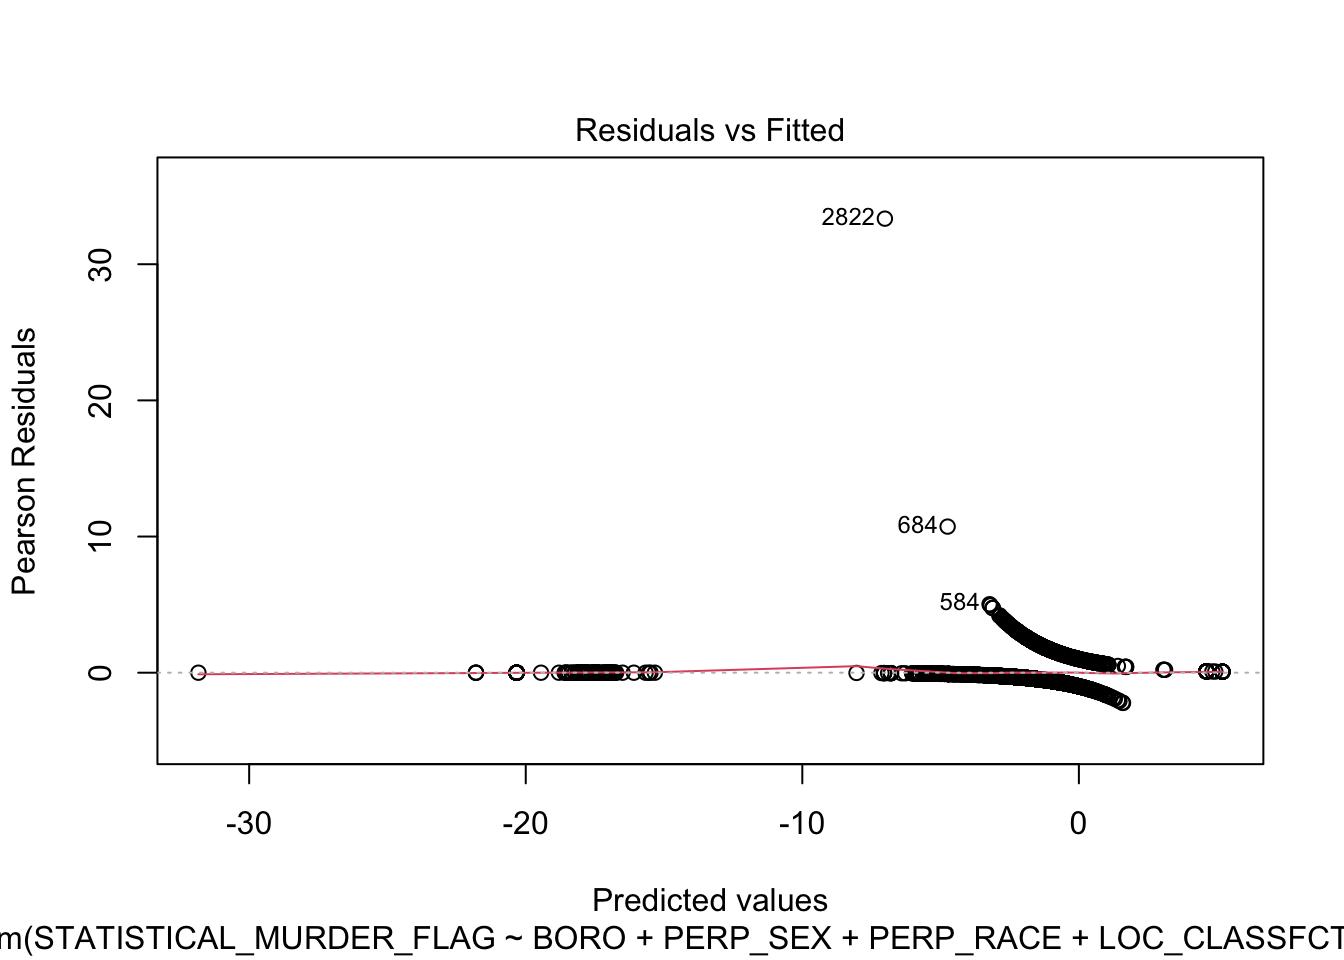 Residuals vs Fitted
2822
684
584
Pearson Residuals
30
20
10
0
-30 -20 -10 0
Predicted values
m(STATISTICAL_MURDER_FLAG ~ BORO + PERP_SEX + PERP_RACE + LOC_CLASSFCT